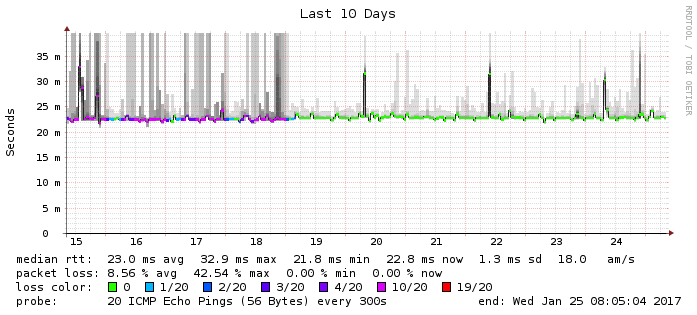 Last 10 Days
RRDTOOL / TOBI OETIKER
Seconds
35 m
30 m
25 m
20 m
15 m
10 m
5 m
0
15 16 17 18 19 20 21 22 23 24
median rtt: 23.0 ms avg 32.9 ms max 21.8 ms min 22.8 ms now 1.3 ms sd 18.0 am/s
packet loss: 8.56 % avg 42.54 % max 0.00 % min 0.00 % now
loss color: 0 1/20 2/20 3/20 4/20 10/20 19/20
probe: 20 ICMP Echo Pings (56 Bytes) every 300s end: Wed Jan 25 08:05:04 2017